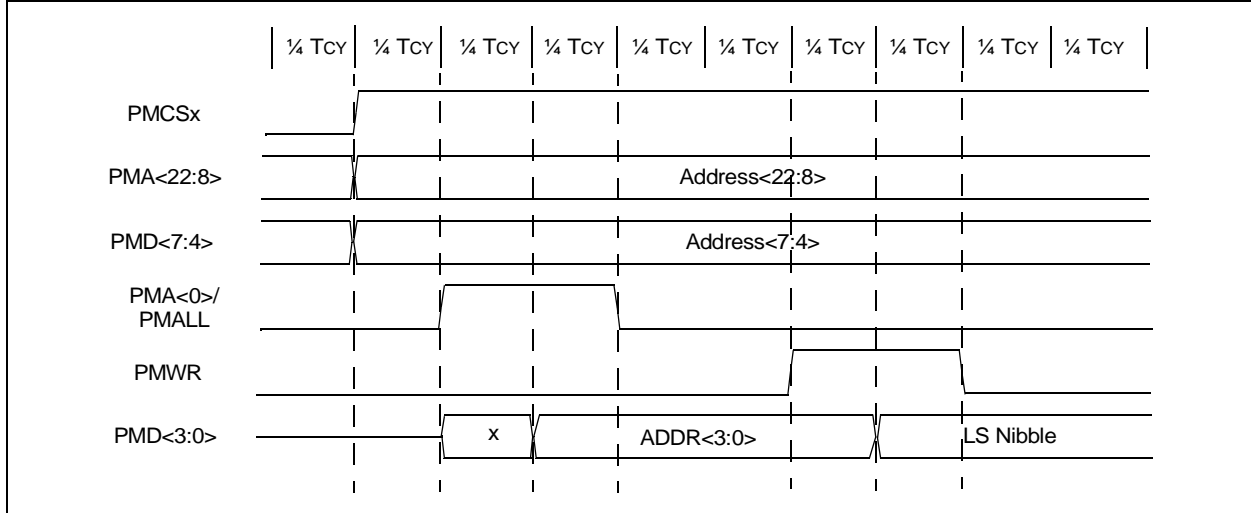 ¼ TCY ¼ TCY ¼ TCY ¼ TCY ¼ TCY ¼ TCY ¼ TCY ¼ TCY ¼ TCY ¼ TCY
PMCSx
PMA<22:8> Address<22:8>
PMD<7:4> Address<7:4>
PMA<0>/
PMALL
PMWR
PMD<3:0> x ADDR<3:0> LS Nibble